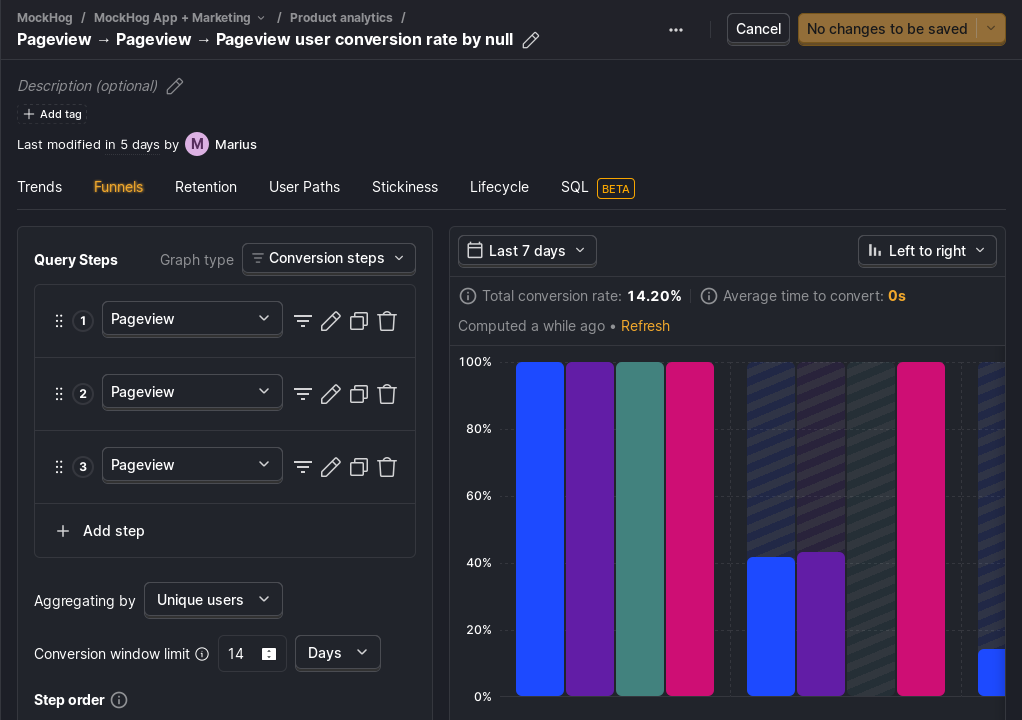 MockHog / MockHog App + Marketing / Product analytics /
Pageview → Pageview → Pageview user conversion rate by null
Cancel
No changes to be saved
Description (optional)
Add tag
Last modified in 5 days by M Marius
Trends Funnels Retention User Paths Stickiness Lifecycle SQL BETA
Query Steps
Graph type Conversion steps
1 Pageview
2 Pageview
3 Pageview
Add step
Aggregating by Unique users
Conversion window limit 14 Days
Step order
Last 7 days
Left to right
Total conversion rate: 14.20%
Average time to convert: 0s
Computed a while ago • Refresh
100%
80%
60%
40%
20%
0%